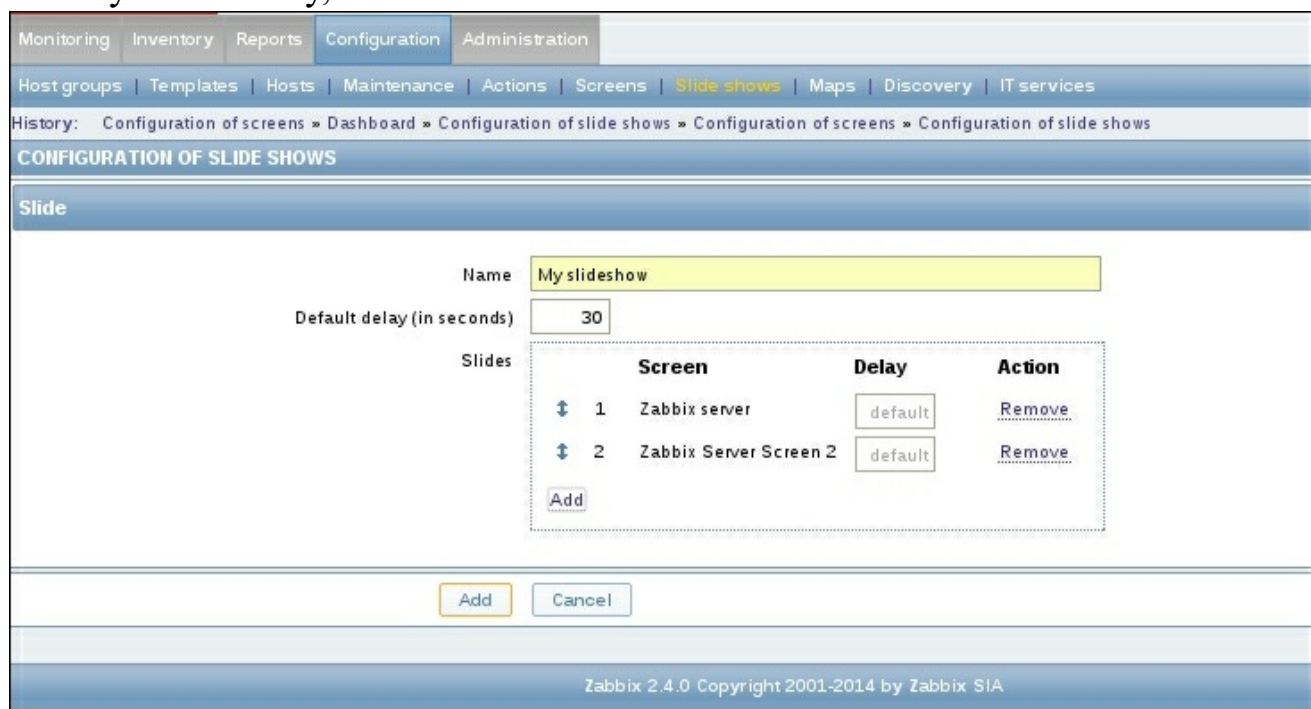 Monitoring Inventory Reports Configuration Administration
Host groups | Templates | Hosts | Maintenance | Actions | Screens | Slide shows | Maps | Discovery | IT services
History: Configuration of screens » Dashboard » Configuration of slide shows » Configuration of screens » Configuration of slide shows
CONFIGURATION OF SLIDE SHOWS
Slide
Name My slideshow
Default delay (in seconds) 30
Slides Screen Delay Action
1 Zabbix server default Remove
2 Zabbix Server Screen 2 default Remove
Add
Add Cancel
Zabbix 2.4.0 Copyright 2001-2014 by Zabbix SIA